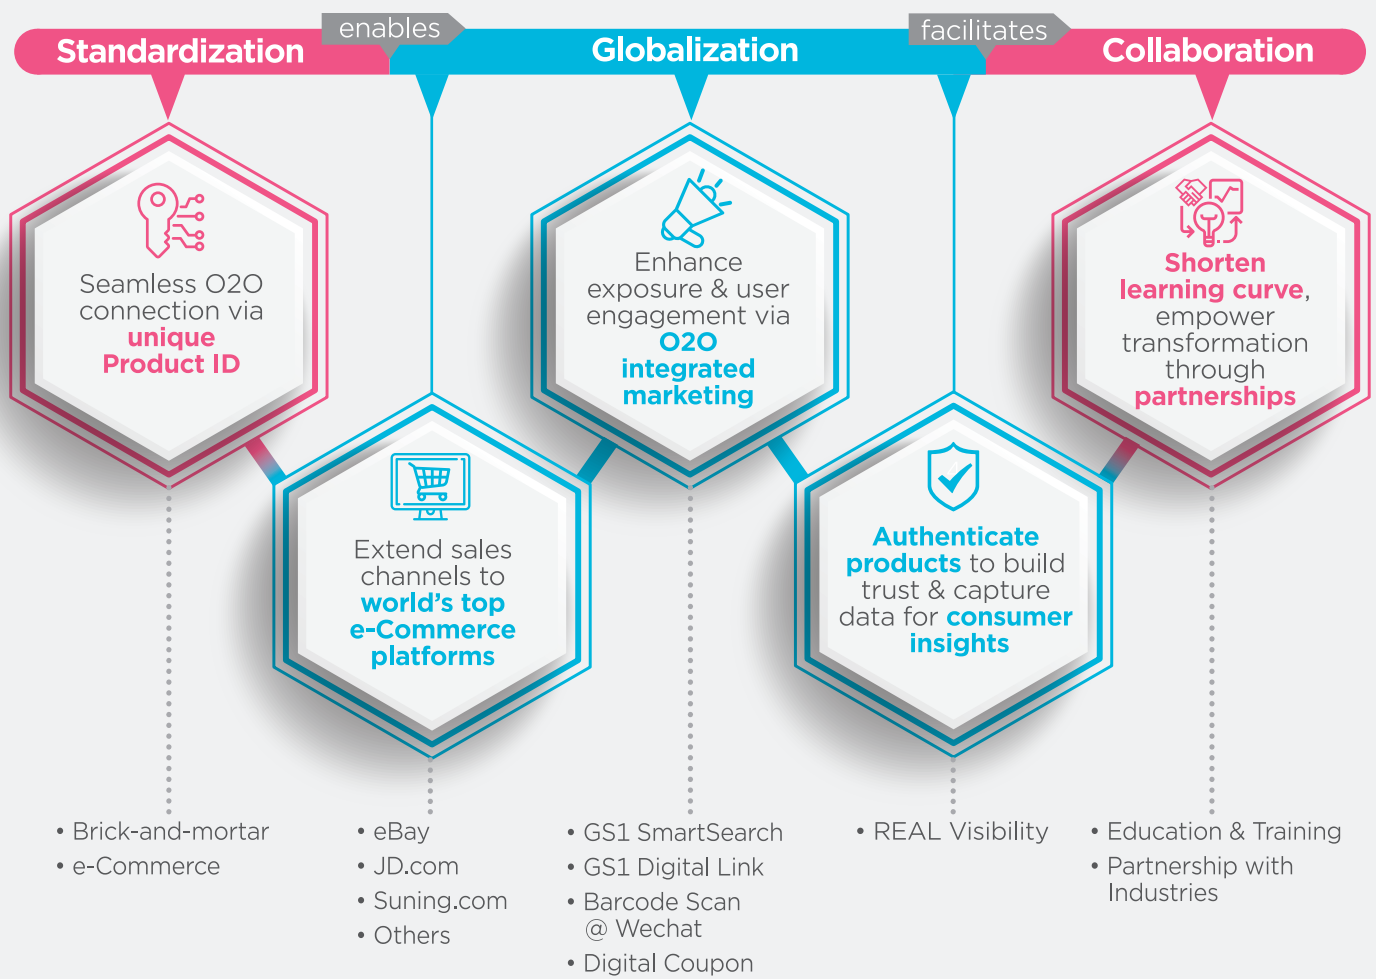 Standardization
enables
Globalization
facilitates
Collaboration
Seamless O2O
connection via
unique
Product ID
Extend sales
channels to
world's top
e-Commerce
platforms
Enhance
exposure & user
engagement via
O2O
integrated
marketing
Authenticate
products to build
trust & capture
data for consumer
insights
Shorten
learning curve,
empower
transformation
through
partnerships
• Brick-and-mortar
• e-Commerce
• eBay
• JD.com
• Suning.com
• Others
• GS1 SmartSearch
• GS1 Digital Link
• Barcode Scan
@ Wechat
• Digital Coupon
• REAL Visibility
• Education & Training
• Partnership with
Industries